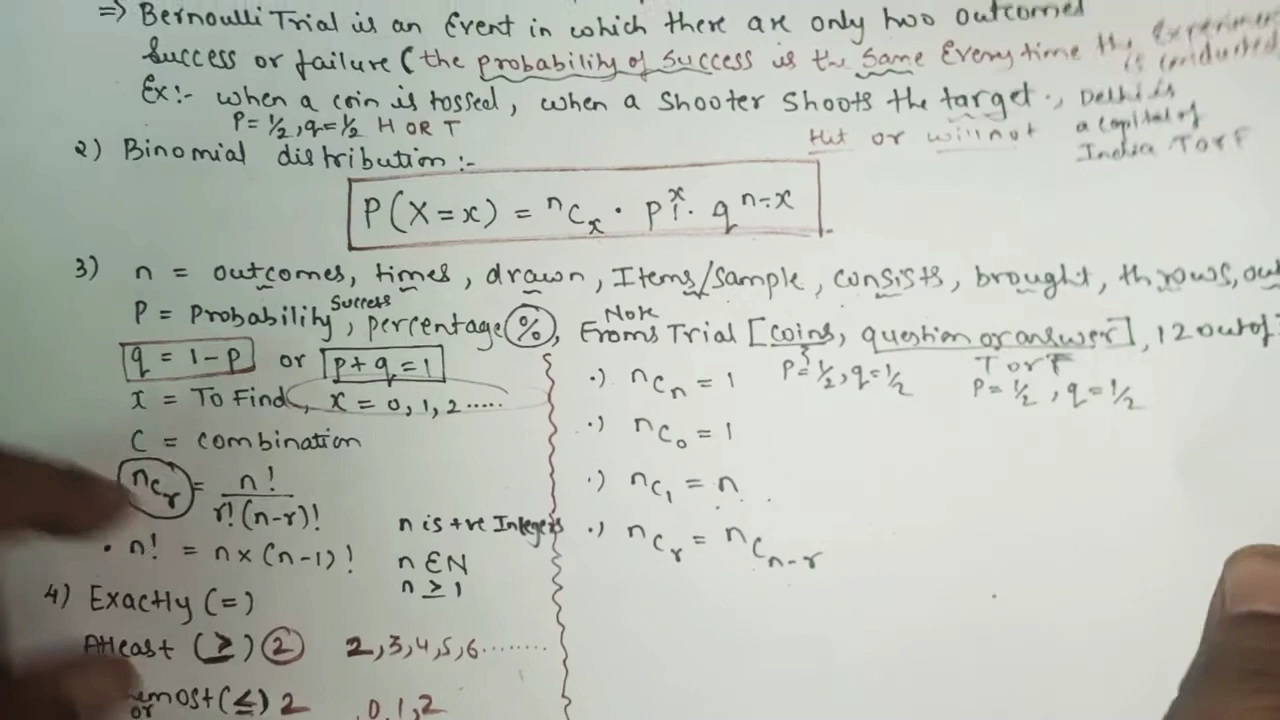 => Bernoulli Trial is an Event in which there are only two outcomes
Success or failure ( the probability of success is the same Every time the Experiment
is conducted
Ex:- when a coin is tossed, when a shooter shoots the target., Delhi is
a capital of
India T or F
P=1/2, q=1/2 H OR T
Hit or will not
2) Binomial distribution:-
P(X=x) = ⁿCₓ · pˣ · qⁿ⁻ˣ
3) n = outcomes, times, drawn, Items/sample, consists, brought, throws, out
P = Probability Success, percentage %, From Trial [coins, question or answer], 12 out of
Note
q = 1-p or p+q=1
P=1/2, q=1/2
T or F
P=1/2, q=1/2
x = To Find, x = 0, 1, 2 .....
C = combination
nCr = n!/r!(n-r)!
• n! = n x (n-1)!
n is +ve Integers
n ∈ N
n ≥ 1
·) nCn = 1
·) nC0 = 1
·) nC1 = n
·) nCr = nCn-r
4) Exactly (=)
Atleast (≥) 2 2,3,4,5,6........
most (≤) 2 0,1,2
or